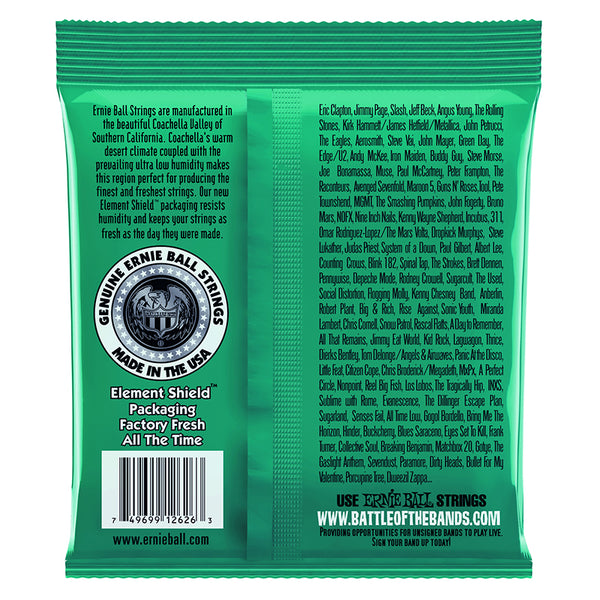 Ernie Ball Strings are manufactured in
the beautiful Coachella Valley of
Southern California. Coachella's warm
desert climate coupled with the
prevailing ultra low humidity makes
this region perfect for producing the
finest and freshest strings. Our new
Element Shield™ packaging resists
humidity and keeps your strings as
fresh as the day they were made.
GENUINE ERNIE BALL STRINGS
MADE IN THE USA
Element Shield™
Packaging
Factory Fresh
All The Time
7 49699 12626 3
www.ernieball.com
Eric Clapton, Jimmy Page, Slash, Jeff Beck, Angus Young, The Rolling
Stones, Kirk Hammett/James Hetfield/Metallica, John Petrucci,
The Eagles, Aerosmith, Steve Vai, John Mayer, Green Day, The
Edge/U2, Andy McKee, Iron Maiden, Buddy Guy, Steve Morse,
Joe Bonamassa, Muse, Paul McCartney, Peter Frampton, The
Raconteurs, Avenged Sevenfold, Maroon 5, Guns N' Roses, Tool, Pete
Townshend, MGMT, The Smashing Pumpkins, John Fogerty, Bruno
Mars, NOFX, Nine Inch Nails, Kenny Wayne Shepherd, Incubus, 311,
Omar Rodriguez-Lopez/The Mars Volta, Dropkick Murphys, Steve
Lukather, Judas Priest, System of a Down, Paul Gilbert, Albert Lee,
Counting Crows, Blink 182, Spinal Tap, The Strokes, Brett Dennen,
Pennywise, Depeche Mode, Rodney Crowell, Sugarcult, The Used,
Social Distortion, Flogging Molly, Kenny Chesney Band, Anberlin,
Robert Plant, Big & Rich, Rise Against, Sonic Youth, Miranda
Lambert, Chris Cornell, Snow Patrol, Rascal Flatts, A Day to Remember,
All That Remains, Jimmy Eat World, Kid Rock, Lagwagon, Thrice,
Dierks Bentley, Tom Delonge/Angels & Airwaves, Panic At the Disco,
Little Feat, Citizen Cope, Chris Broderick/Megadeth, MxPx, A Perfect
Circle, Nonpoint, Reel Big Fish, Los Lobos, The Tragically Hip, INXS,
Sublime with Rome, Evanescence, The Dillinger Escape Plan,
Sugarland, Senses Fail, All Time Low, Gogol Bordello, Bring Me The
Horizon, Hinder, Buckcherry, Blues Saraceno, Eyes Set To Kill, Frank
Turner, Collective Soul, Breaking Benjamin, Matchbox 20, Gotye, The
Gaslight Anthem, Sevendust, Paramore, Dirty Heads, Bullet For My
Valentine, Porcupine Tree, Dweezil Zappa...
USE ERNIE BALL STRINGS
WWW.BATTLEOFTHEBANDS.COM
PROVIDING OPPORTUNITIES FOR UNSIGNED BANDS TO PLAY LIVE.
SIGN YOUR BAND UP TODAY!